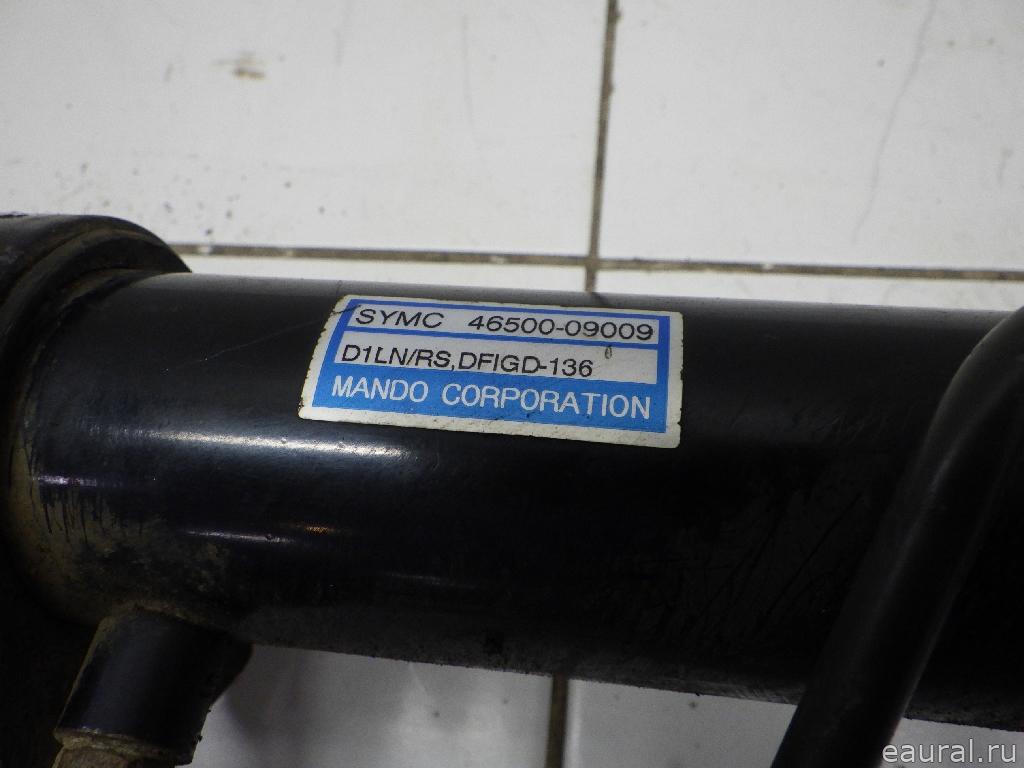 SYMC 46500-09009
D1LN/RS,DFIGD-136
MANDO CORPORATION
eaural.ru